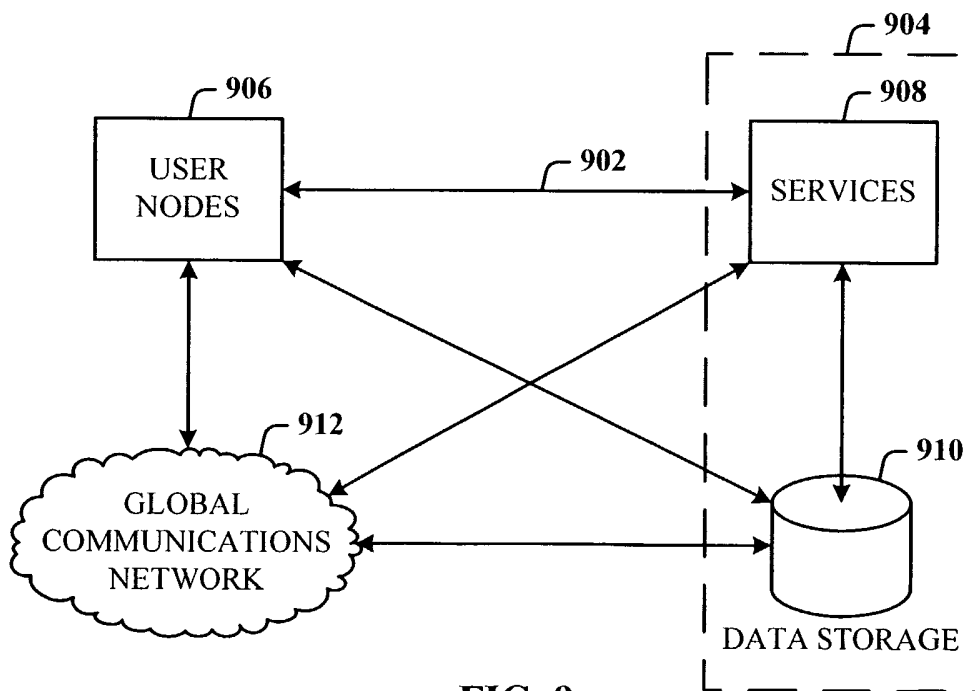 904
906
908
902
USER
NODES
SERVICES
912
910
GLOBAL
COMMUNICATIONS
NETWORK
DATA STORAGE